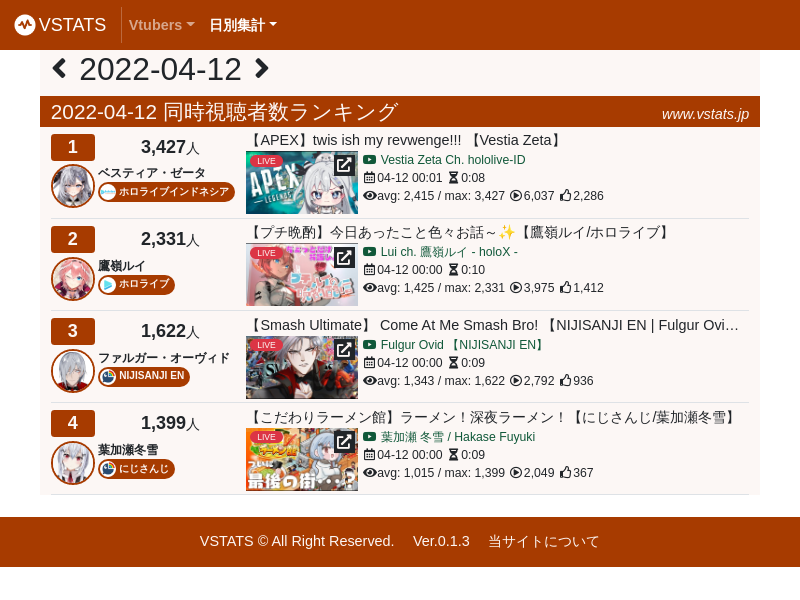 VSTATS Vtubers 日別集計
2022-04-12
2022-04-12 同時視聴者数ランキング www.vstats.jp
1 3,427人
ベスティア・ゼータ
ホロライブインドネシア
【APEX】twis ish my revwenge!!! 【Vestia Zeta】
LIVE
APEX
LEGENDS
Vestia Zeta Ch. hololive-ID
04-12 00:01 0:08
avg: 2,415 / max: 3,427 6,037 2,286
2 2,331人
鷹嶺ルイ
ホロライブ
【プチ晩酌】今日あったこと色々お話～✨【鷹嶺ルイ/ホロライブ】
LIVE
Lui ch. 鷹嶺ルイ - holoX -
04-12 00:00 0:10
avg: 1,425 / max: 2,331 3,975 1,412
3 1,622人
ファルガー・オーヴィド
NIJISANJI EN
【Smash Ultimate】 Come At Me Smash Bro! 【NIJISANJI EN | Fulgur Ovi…
LIVE
Fulgur Ovid 【NIJISANJI EN】
04-12 00:00 0:09
avg: 1,343 / max: 1,622 2,792 936
4 1,399人
葉加瀬冬雪
にじさんじ
【こだわりラーメン館】ラーメン！深夜ラーメン！【にじさんじ/葉加瀬冬雪】
LIVE
ついに
最後の街・・・？
葉加瀬 冬雪 / Hakase Fuyuki
04-12 00:00 0:09
avg: 1,015 / max: 1,399 2,049 367
VSTATS © All Right Reserved. Ver.0.1.3 当サイトについて